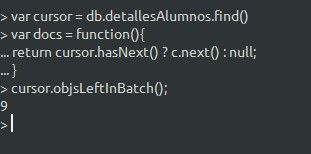 > var cursor = db.detallesAlumnos.find()
> var docs = function(){
... return cursor.hasNext() ? c.next() : null;
... }
> cursor.objsLeftInBatch();
9
>